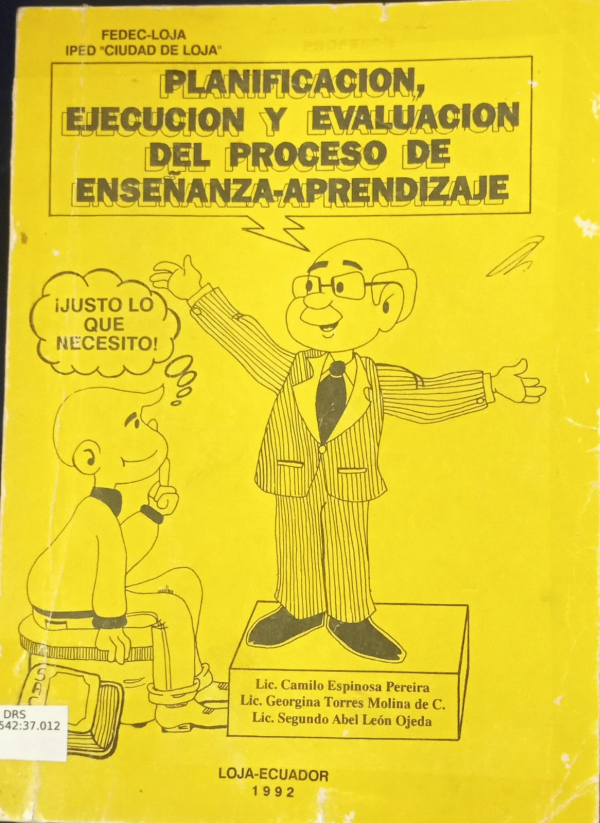 FEDEC-LOJA
IPED "CIUDAD DE LOJA"
PLANIFICACION,
EJECUCION Y EVALUACION
DEL PROCESO DE
ENSEÑANZA-APRENDIZAJE
¡JUSTO LO
QUE
NECESITO!
Lic. Camilo Espinosa Pereira
Lic. Georgina Torres Molina de C.
Lic. Segundo Abel León Ojeda
DRS
542:37.012
LOJA-ECUADOR
1992